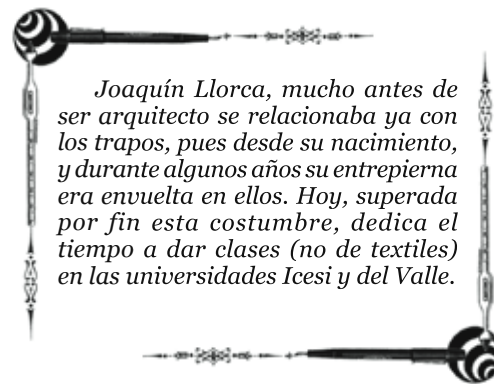 Joaquín Llorca, mucho antes de
ser arquitecto se relacionaba ya con
los trapos, pues desde su nacimiento,
y durante algunos años su entrepierna
era envuelta en ellos. Hoy, superada
por fin esta costumbre, dedica el
tiempo a dar clases (no de textiles)
en las universidades Icesi y del Valle.